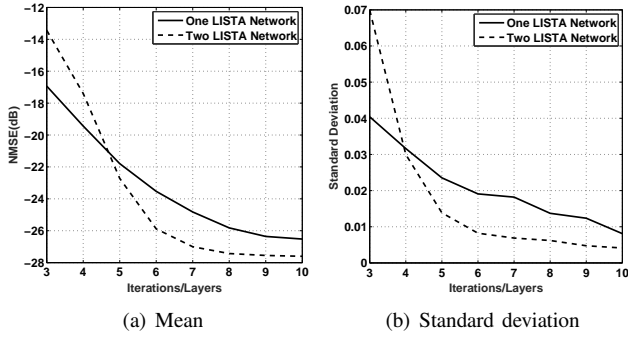 -12
-14
-16
-18
-20
-22
-24
-26
-28
NMSE(dB)
3 4 5 6 7 8 9 10
Iterations/Layers
One LISTA Network
Two LISTA Network
(a) Mean
0.07
0.06
0.05
0.04
0.03
0.02
0.01
0
Standard Deviation
3 4 5 6 7 8 9 10
Iterations/Layers
One LISTA Network
Two LISTA Network
(b) Standard deviation